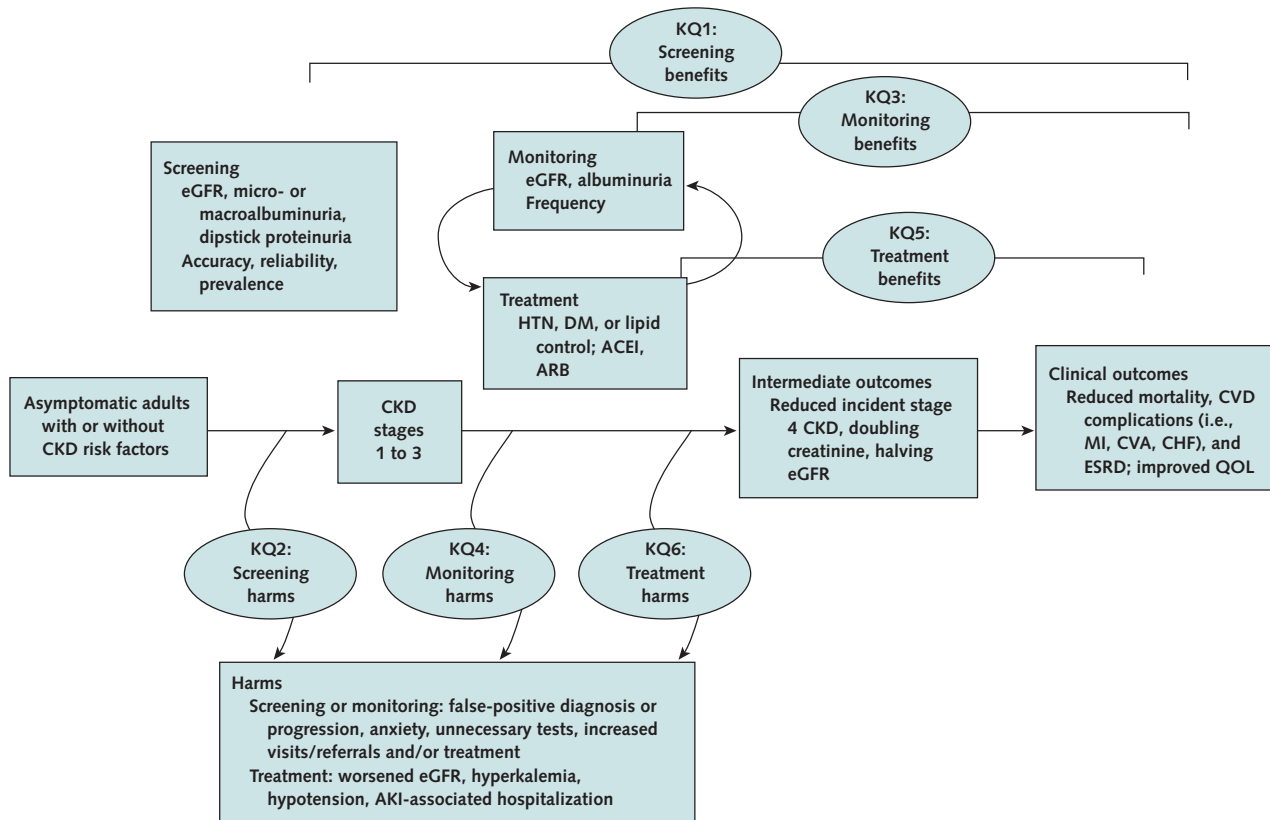 KQ1:
Screening
benefits
KQ3:
Monitoring
benefits
Screening
eGFR, micro- or
macroalbuminuria,
dipstick proteinuria
Accuracy, reliability,
prevalence
Monitoring
eGFR, albuminuria
Frequency
KQ5:
Treatment
benefits
Treatment
HTN, DM, or lipid
control; ACEI,
ARB
Asymptomatic adults
with or without
CKD risk factors
CKD
stages
1 to 3
Intermediate outcomes
Reduced incident stage
4 CKD, doubling
creatinine, halving
eGFR
Clinical outcomes
Reduced mortality, CVD
complications (i.e.,
MI, CVA, CHF), and
ESRD; improved QOL
KQ2:
Screening
harms
KQ4:
Monitoring
harms
KQ6:
Treatment
harms
Harms
Screening or monitoring: false-positive diagnosis or
progression, anxiety, unnecessary tests, increased
visits/referrals and/or treatment
Treatment: worsened eGFR, hyperkalemia,
hypotension, AKI-associated hospitalization